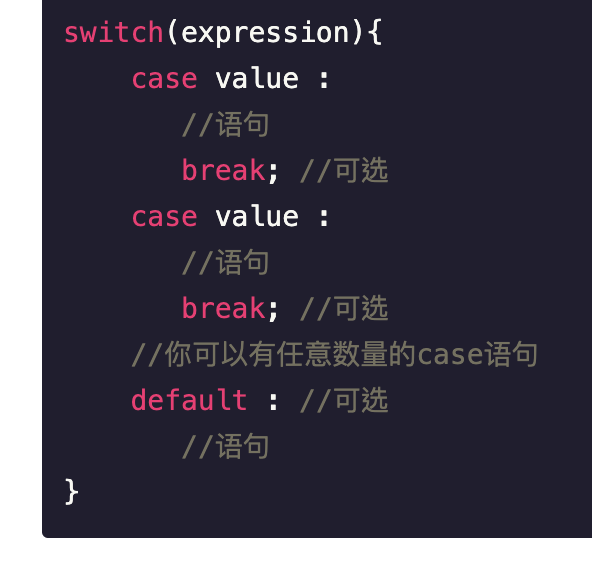 switch(expression){
    case value :
       //语句
       break; //可选
    case value :
       //语句
       break; //可选
    //你可以有任意数量的case语句
    default : //可选
       //语句
}